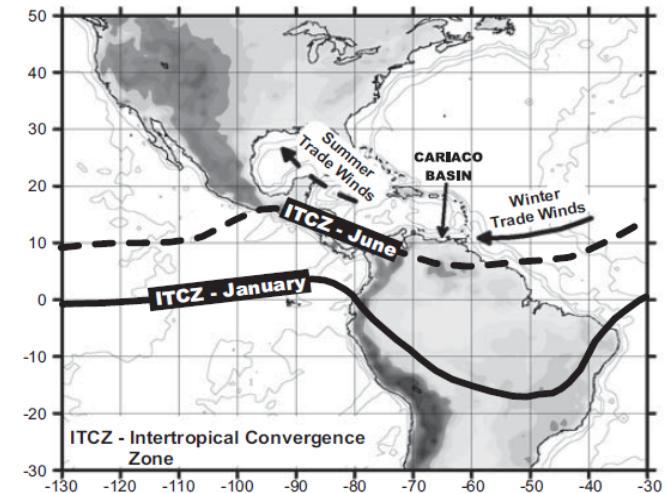 50
40
30
20
10
0
-10
-20
-30
Summer
Trade Winds
CARIACO
BASIN
Winter
Trade Winds
ITCZ - June
ITCZ - January
ITCZ - Intertropical Convergence
Zone
-130 -120 -110 -100 -90 -80 -70 -60 -50 -40 -30